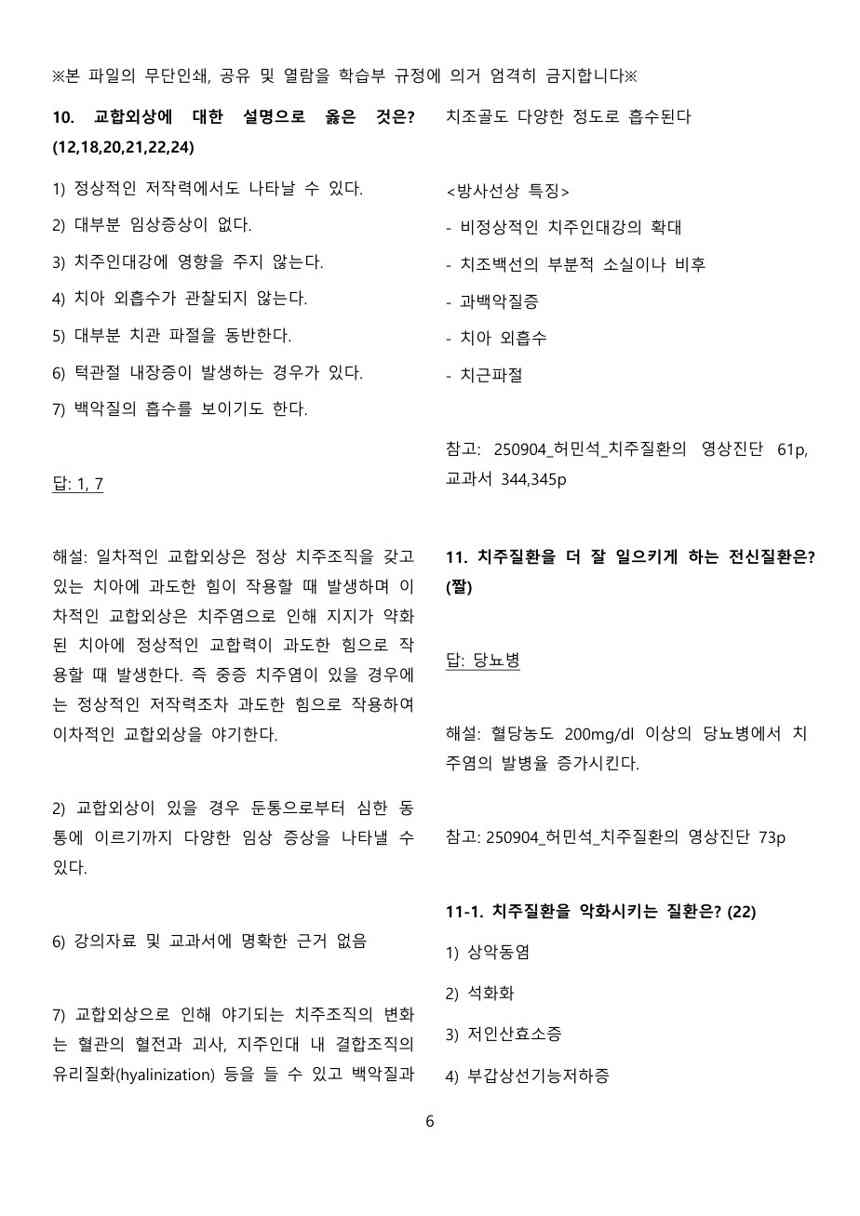 ※본 파일의 무단인쇄, 공유 및 열람을 학습부 규정에 의거 엄격히 금지합니다※
10. 교합외상에 대한 설명으로 옳은 것은?
(12,18,20,21,22,24)
1) 정상적인 저작력에서도 나타날 수 있다.
2) 대부분 임상증상이 없다.
3) 치주인대강에 영향을 주지 않는다.
4) 치아 외흡수가 관찰되지 않는다.
5) 대부분 치관 파절을 동반한다.
6) 턱관절 내장증이 발생하는 경우가 있다.
7) 백악질의 흡수를 보이기도 한다.
답: 1, 7
해설: 일차적인 교합외상은 정상 치주조직을 갖고
있는 치아에 과도한 힘이 작용할 때 발생하며 이
차적인 교합외상은 치주염으로 인해 지지가 약화
된 치아에 정상적인 교합력이 과도한 힘으로 작
용할 때 발생한다. 즉 중증 치주염이 있을 경우에
는 정상적인 저작력조차 과도한 힘으로 작용하여
이차적인 교합외상을 야기한다.
2) 교합외상이 있을 경우 둔통으로부터 심한 동
통에 이르기까지 다양한 임상 증상을 나타낼 수
있다.
6) 강의자료 및 교과서에 명확한 근거 없음
7) 교합외상으로 인해 야기되는 치주조직의 변화
는 혈관의 혈전과 괴사, 지주인대 내 결합조직의
유리질화(hyalinization) 등을 들 수 있고 백악질과
치조골도 다양한 정도로 흡수된다
<방사선상 특징>
- 비정상적인 치주인대강의 확대
- 치조백선의 부분적 소실이나 비후
- 과백악질증
- 치아 외흡수
- 치근파절
참고: 250904_허민석_치주질환의 영상진단 61p,
교과서 344,345p
11. 치주질환을 더 잘 일으키게 하는 전신질환은?
(짤)
답: 당뇨병
해설: 혈당농도 200mg/dl 이상의 당뇨병에서 치
주염의 발병율 증가시킨다.
참고: 250904_허민석_치주질환의 영상진단 73p
11-1. 치주질환을 악화시키는 질환은? (22)
1) 상악동염
2) 석화화
3) 저인산효소증
4) 부갑상선기능저하증
6